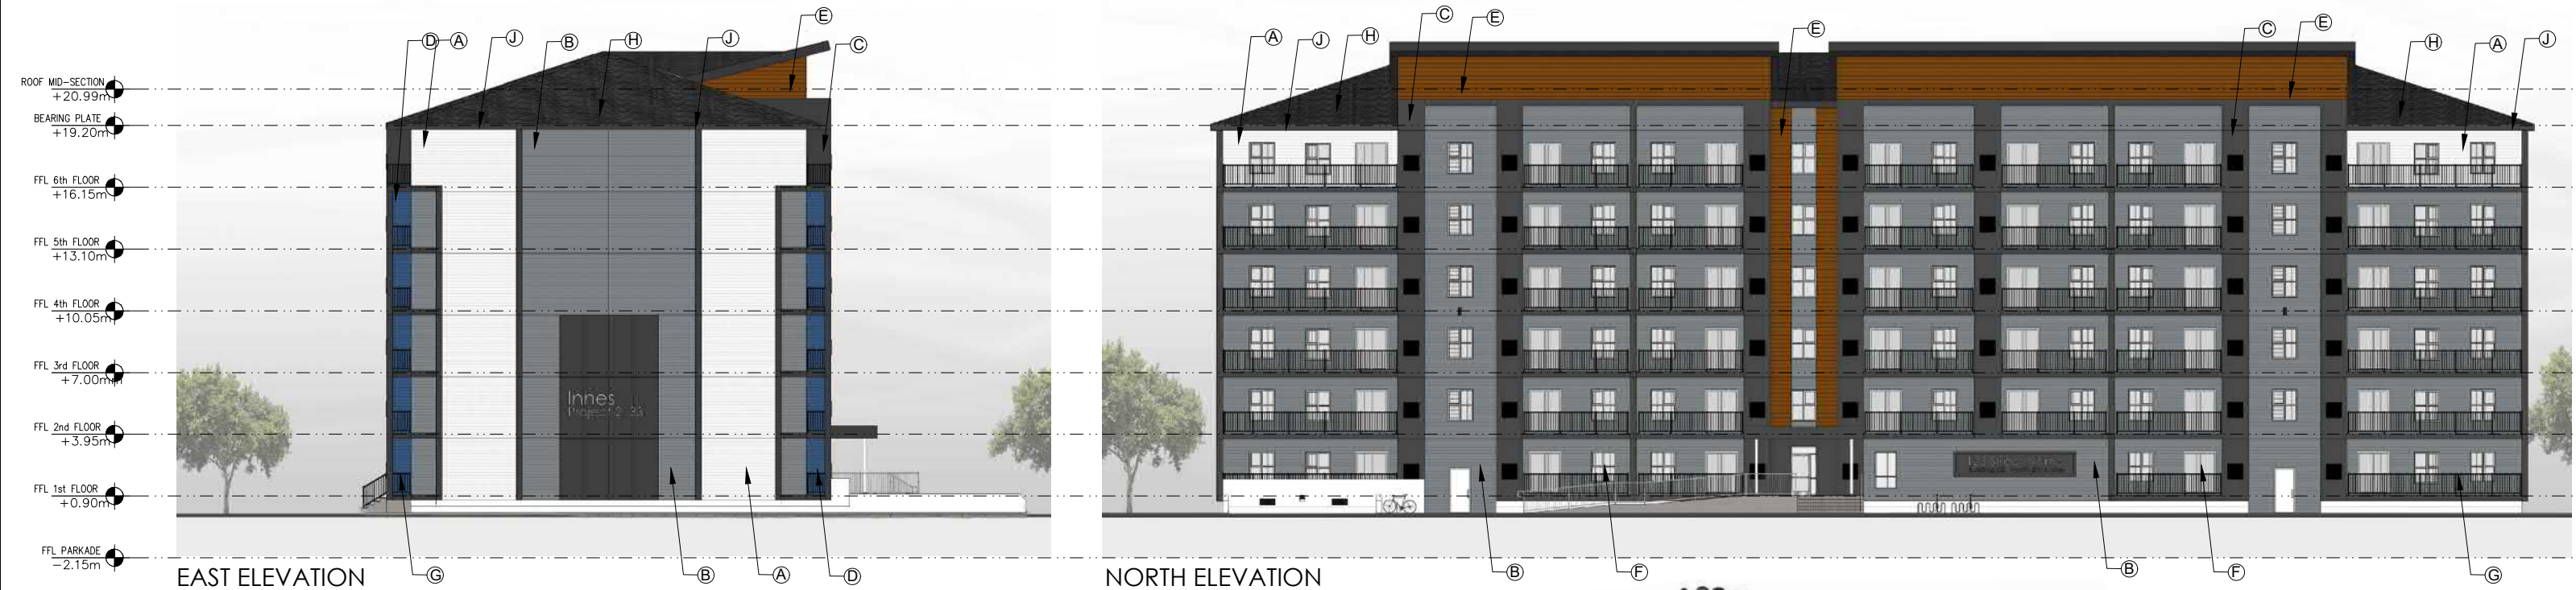 E
D A J B H J C
ROOF MID-SECTION
+20.99m
BEARING PLATE
+19.20m
FFL 6th FLOOR
+16.15m
FFL 5th FLOOR
+13.10m
FFL 4th FLOOR
+10.05m
FFL 3rd FLOOR
+7.00m
FFL 2nd FLOOR
+3.95m
FFL 1st FLOOR
+0.90m
FFL PARKADE
-2.15m
Innes
Project
G B A D
EAST ELEVATION
A J H C E E C E H A J
B F B F G
NORTH ELEVATION